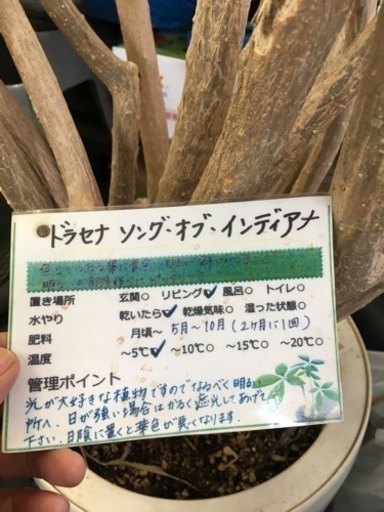 ドラセナ ソング・オブ・インディアナ
置き場所 玄関○ リビング✓ 風呂○ トイレ○
水やり 乾いたら✓ 乾燥気味○ 湿った状態○
肥料 月頃~ 5月~10月(2ヶ月に1回)
温度 ~5℃✓ ~10℃○ ~15℃○ ~20℃○
管理ポイント
光が大好きな植物ですのでなるべく明るい
所へ、日が強い場合はかるく遮光してあげて
下さい。日陰に置くと葉色が悪くなります。